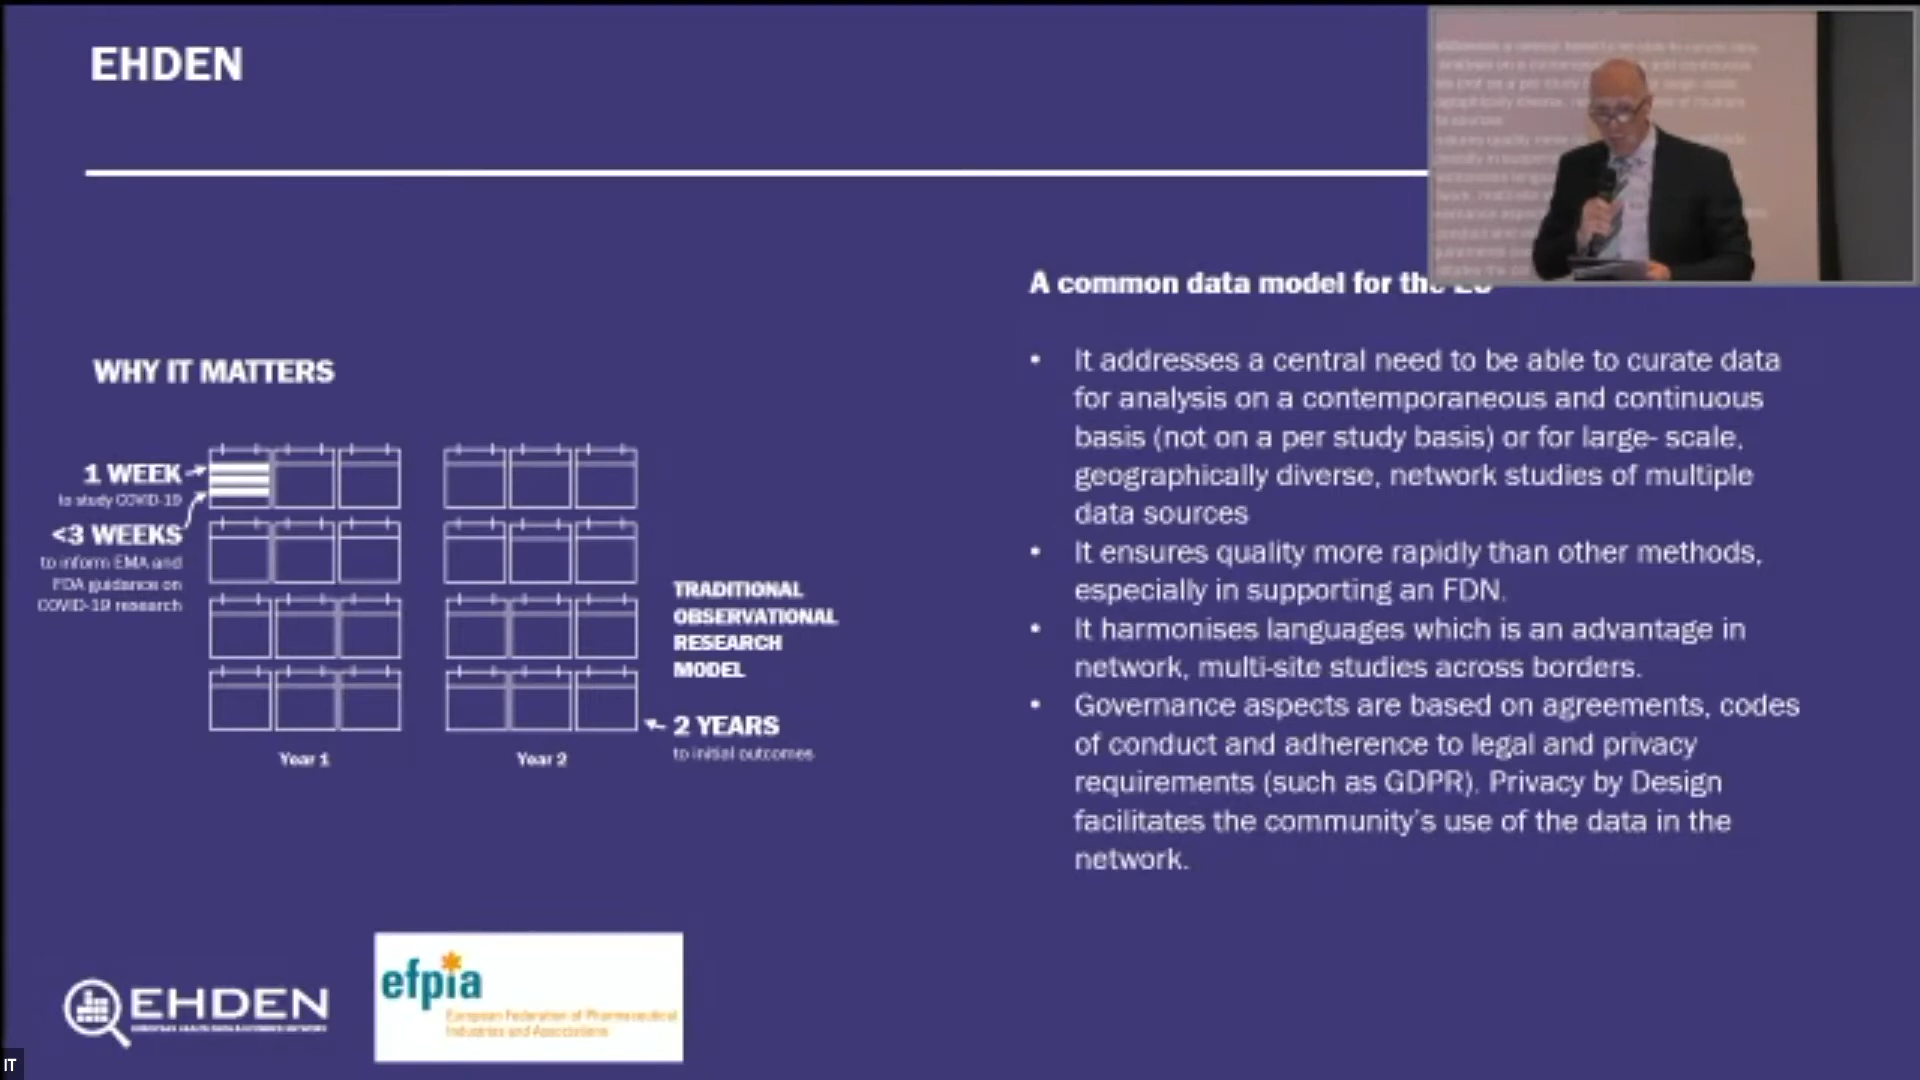 EHDEN
WHY IT MATTERS
1 WEEK
to study COVID-19
<3 WEEKS
to inform EMA and
FDA guidance on
COVID-19 research
Year 1
Year 2
TRADITIONAL
OBSERVATIONAL
RESEARCH
MODEL
2 YEARS
to initial outcomes
A common data model for the
• It addresses a central need to be able to curate data
for analysis on a contemporaneous and continuous
basis (not on a per study basis) or for large- scale,
geographically diverse, network studies of multiple
data sources
• It ensures quality more rapidly than other methods,
especially in supporting an FDN.
• It harmonises languages which is an advantage in
network, multi-site studies across borders.
• Governance aspects are based on agreements, codes
of conduct and adherence to legal and privacy
requirements (such as GDPR). Privacy by Design
facilitates the community's use of the data in the
network.
EHDEN
efpia
European Federation of Pharmaceutical
Industries and Associations
IT